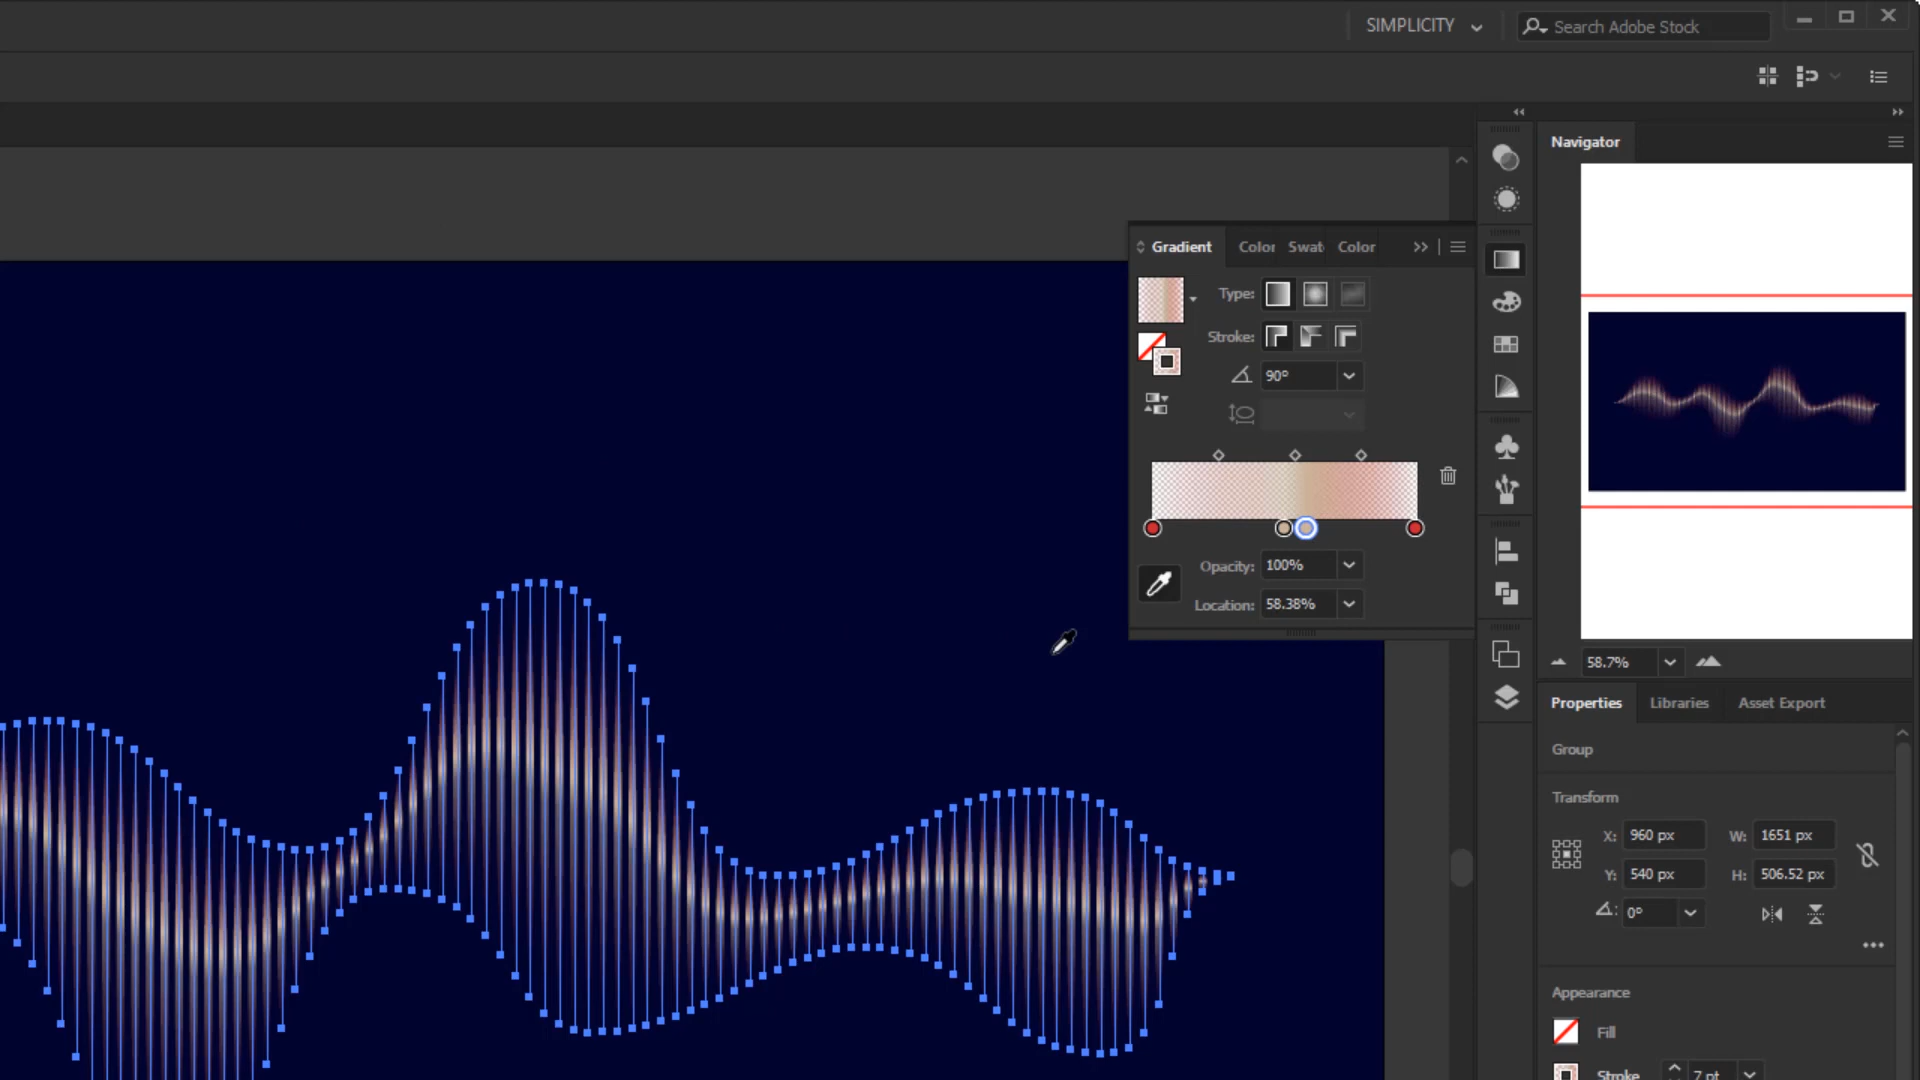 SIMPLICITY
Search Adobe Stock
Navigator
Gradient Color Swat Color
Type:
Stroke:
90°
Opacity: 100%
Location: 58.38%
58.7%
Properties Libraries Asset Export
Group
Transform
X: 960 px W: 1651 px
Y: 540 px H: 506.52 px
0°
Appearance
Fill
Stroke 7 pt